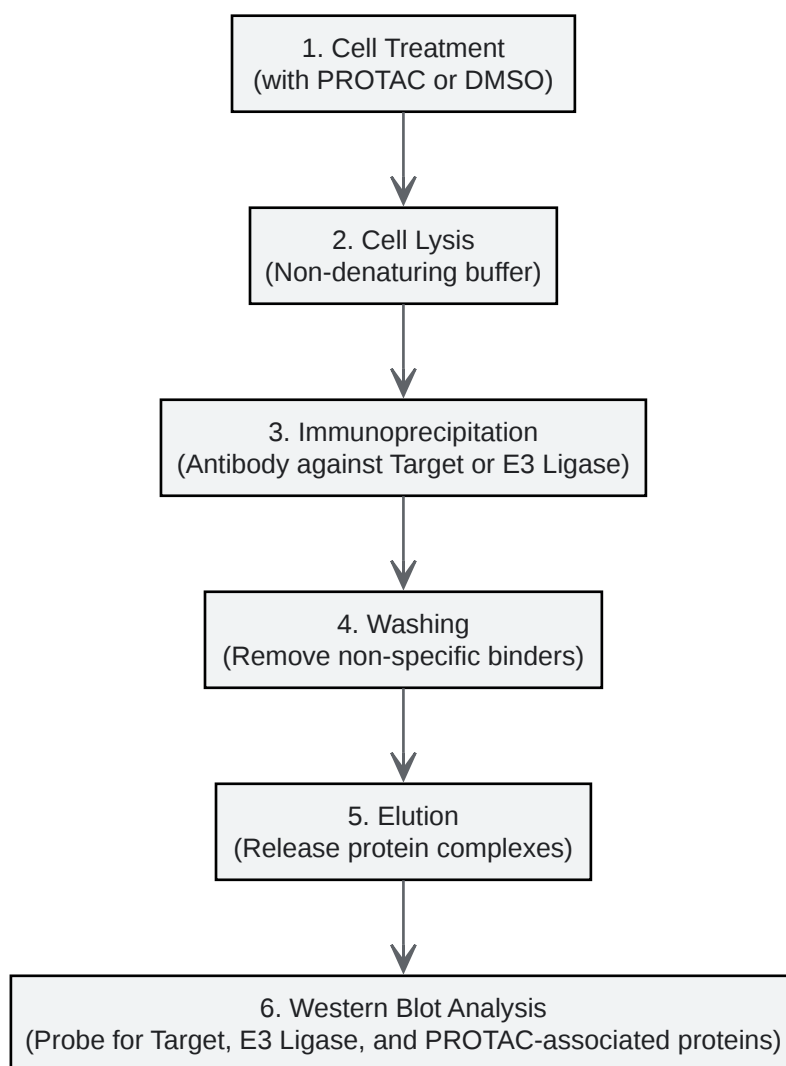 1. Cell Treatment
(with PROTAC or DMSO)
2. Cell Lysis
(Non-denaturing buffer)
3. Immunoprecipitation
(Antibody against Target or E3 Ligase)
4. Washing
(Remove non-specific binders)
5. Elution
(Release protein complexes)
6. Western Blot Analysis
(Probe for Target, E3 Ligase, and PROTAC-associated proteins)